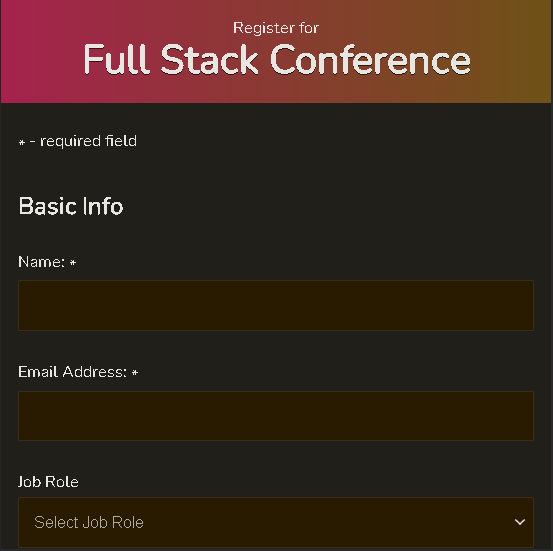 Register for
Full Stack Conference
* - required field
Basic Info
Name: *
Email Address: *
Job Role
Select Job Role